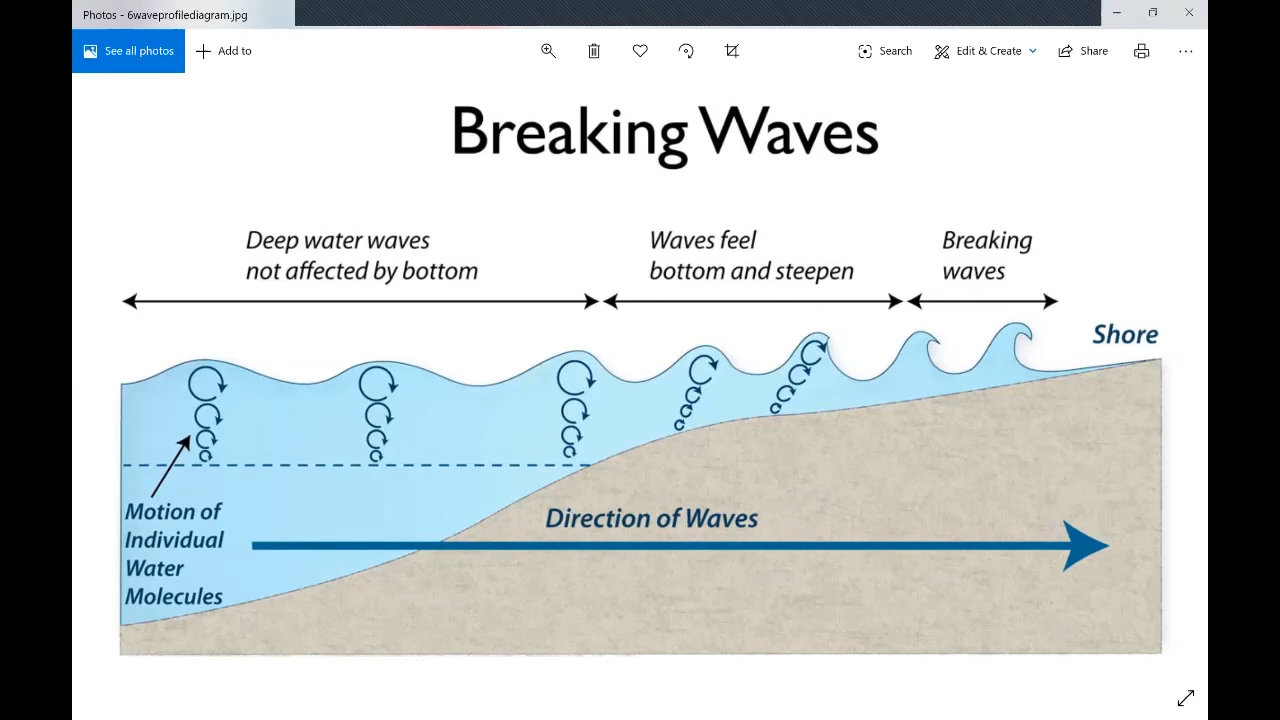 Photos - 6waveprofilediagram.jpg
See all photos
Add to
Search
Edit & Create
Share
Breaking Waves
Deep water waves
not affected by bottom
Waves feel
bottom and steepen
Breaking
waves
Shore
Motion of
Individual
Water
Molecules
Direction of Waves